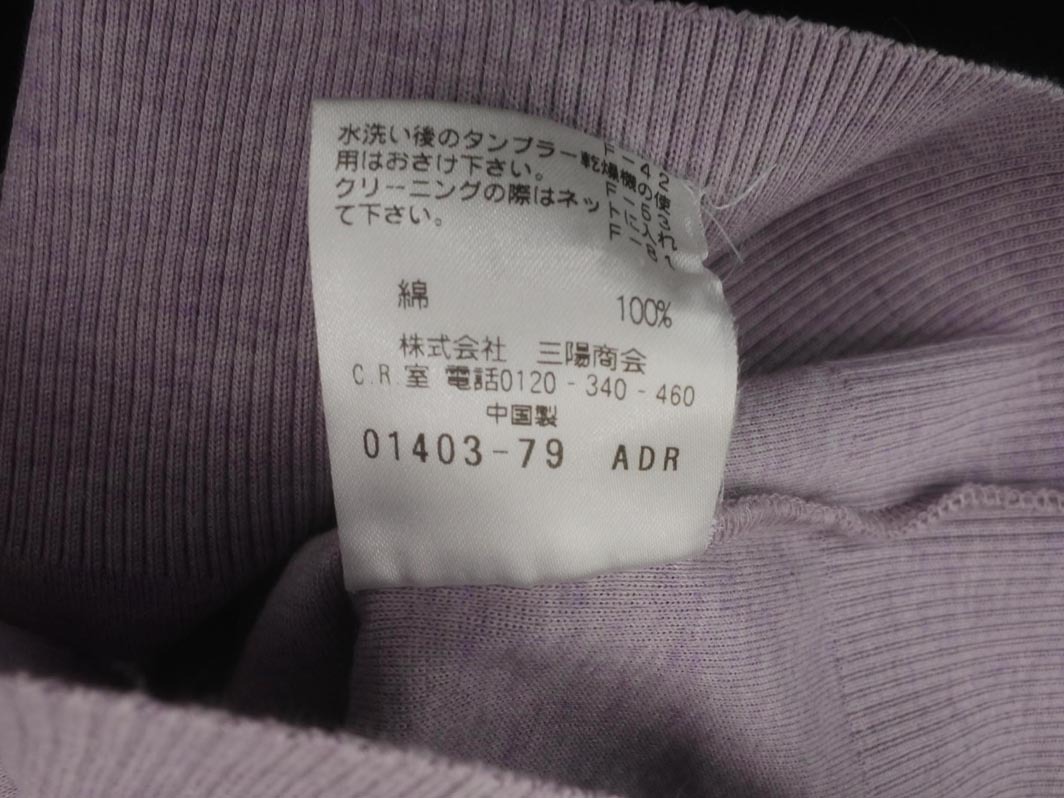 水洗い後のタンブラー乾燥機の使
用はおさけ下さい。
クリーニングの際はネットに入れ
て下さい。
綿 100%
株式会社 三陽商会
C.R.室 電話0120-340-460
中国製
01403-79 ADR